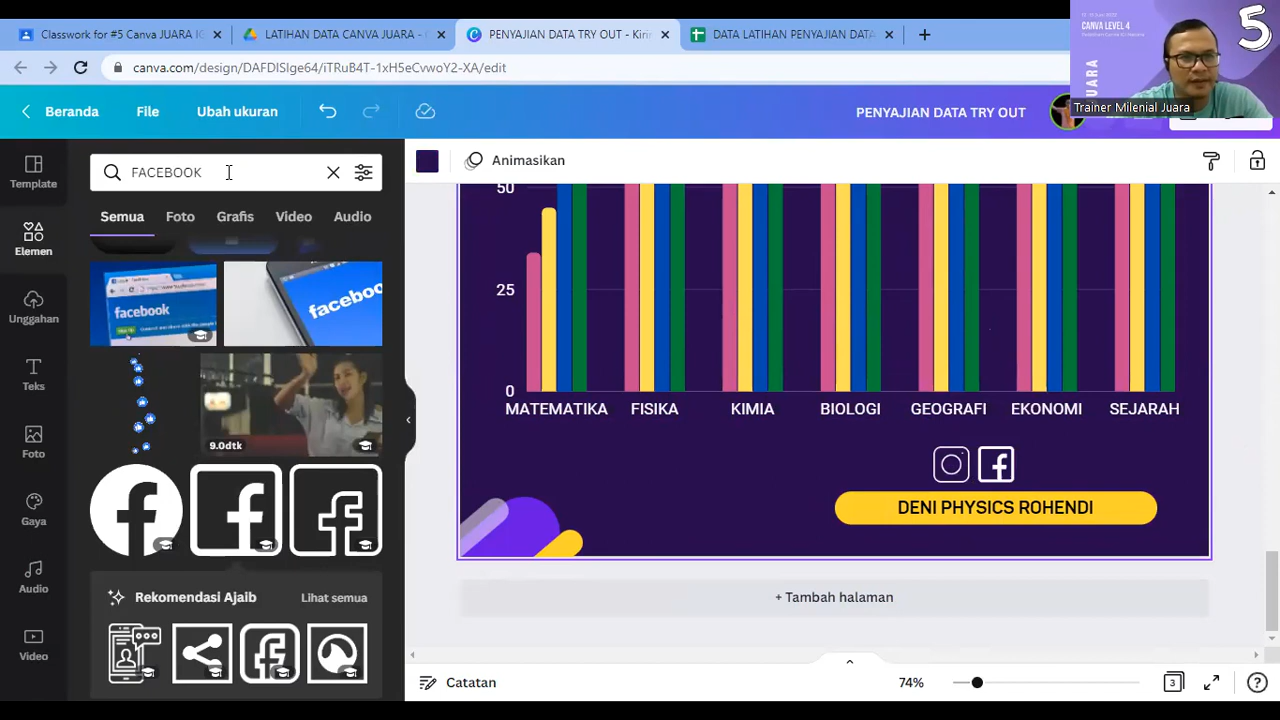 Classwork for #5 Canva JUARA IG
LATIHAN DATA CANVA JUARA - G
PENYAJIAN DATA TRY OUT - Kin
DATA LATIHAN PENYAJIAN DATA
canva.com/design/DAFDISlge64/iTRuB4T-1xH5eCvwoY2-XA/edit
CANVA LEVEL 4
5
JUARA
Trainer Milenial Juara
Beranda
File
Ubah ukuran
PENYAJIAN DATA TRY OUT
Template
Elemen
Unggahan
Teks
Foto
Gaya
Audio
Video
FACEBOOK
Semua
Foto
Grafis
Video
Audio
facebook
facebook
9.0dtk
Rekomendasi Ajaib
Lihat semua
Animasikan
50
25
0
MATEMATIKA FISIKA KIMIA BIOLOGI GEOGRAFI EKONOMI SEJARAH
DENI PHYSICS ROHENDI
+ Tambah halaman
Catatan
74%
3